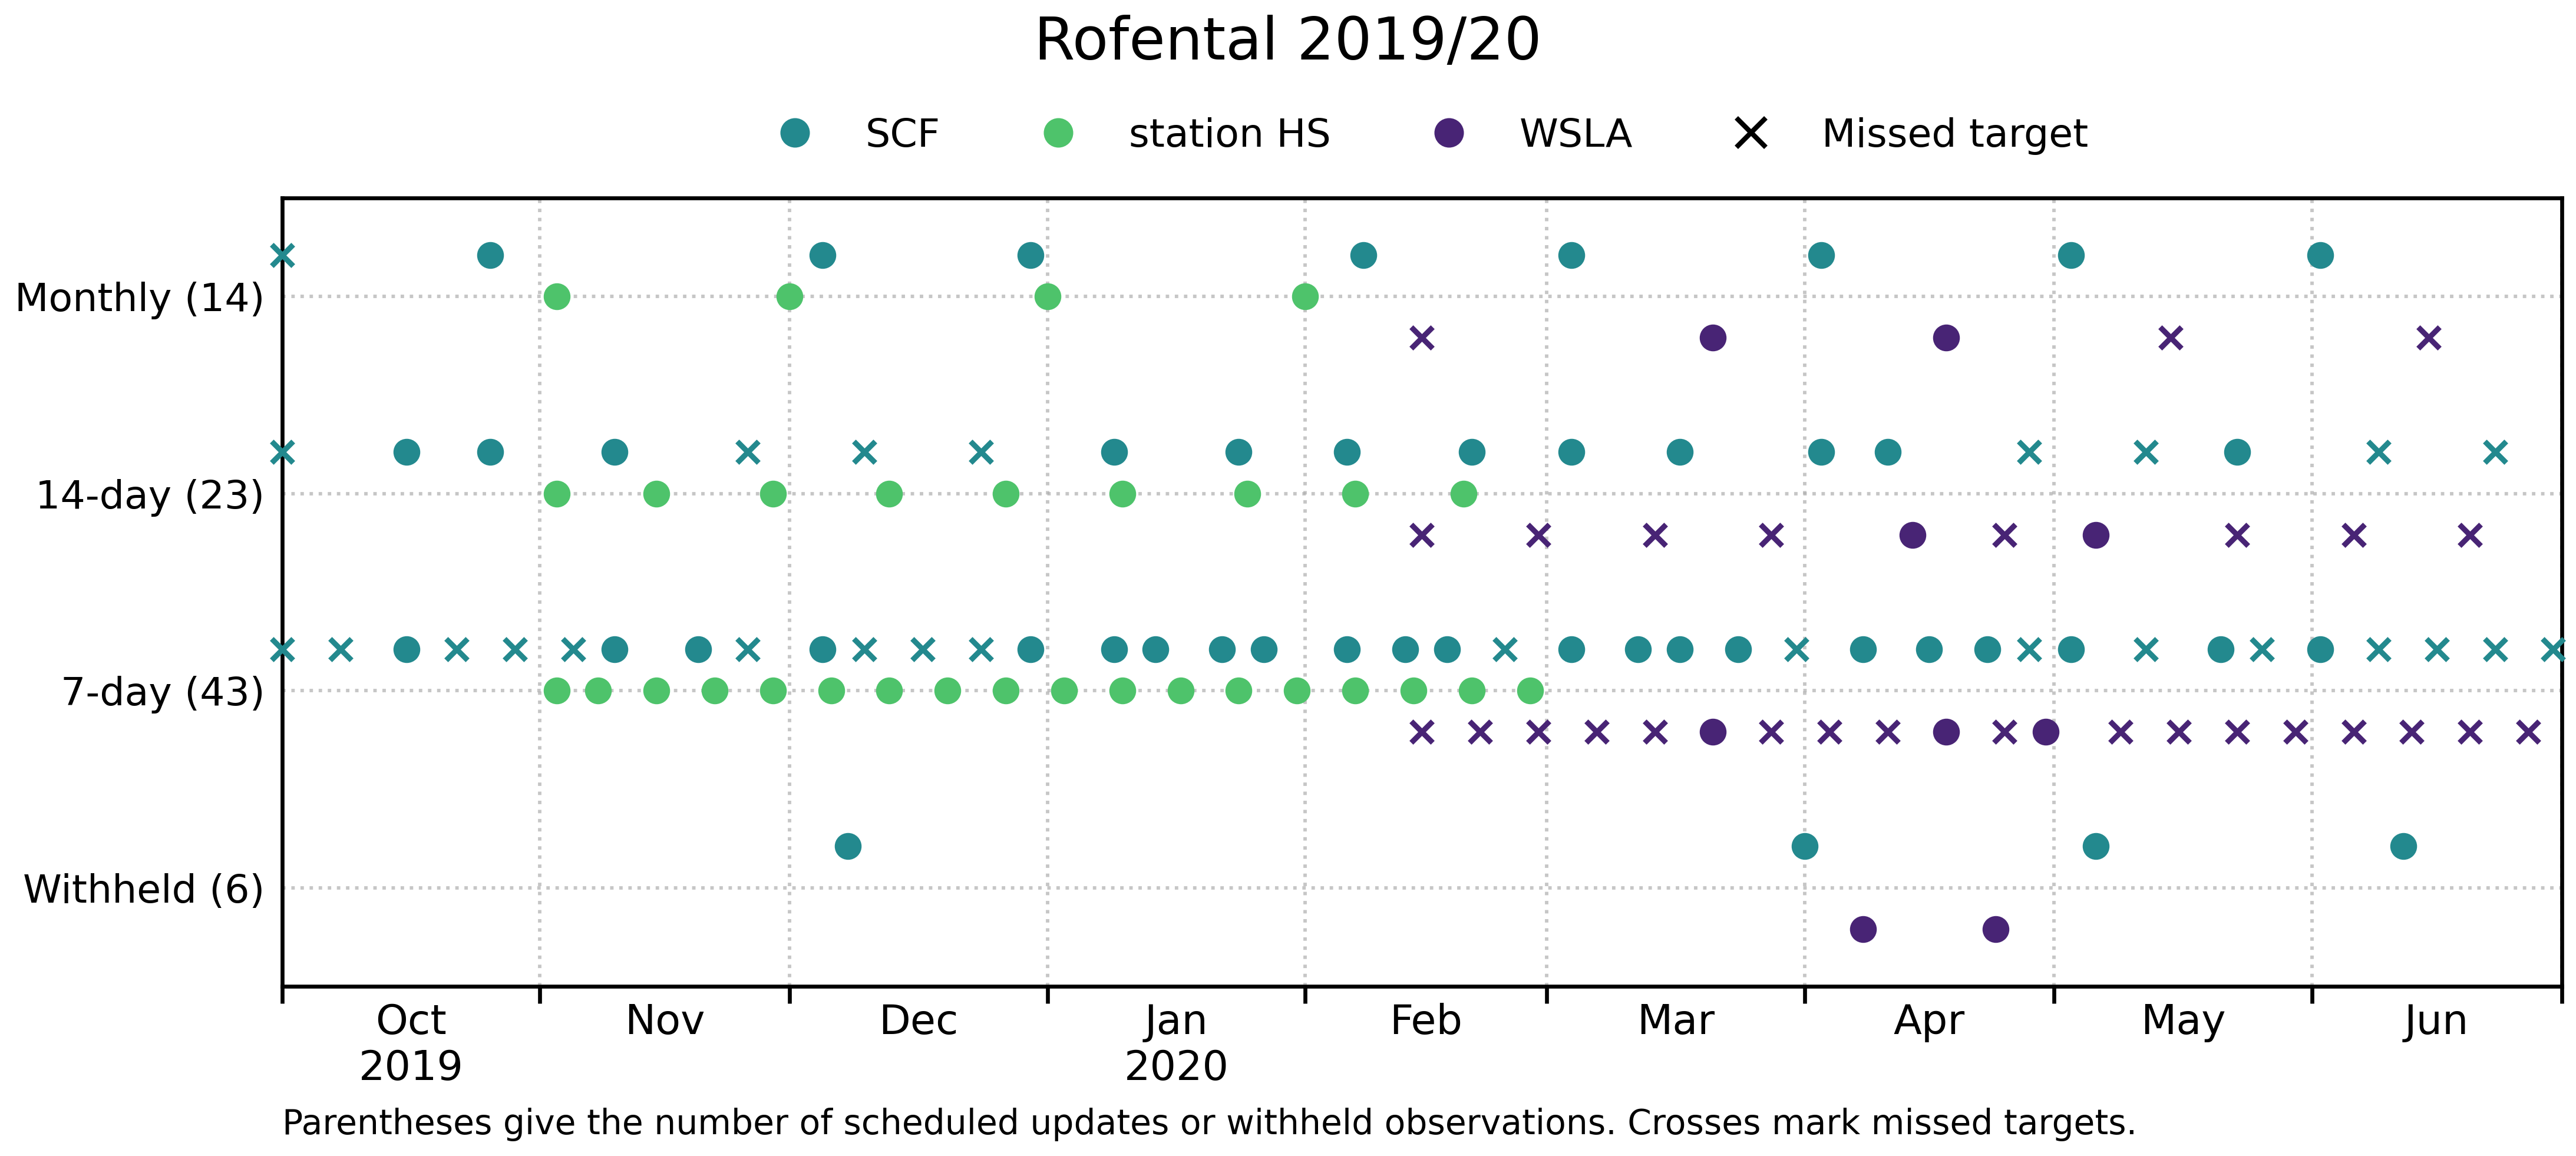 Rofental 2019/20
SCF station HS WSLA Missed target
Monthly (14)
14-day (23)
7-day (43)
Withheld (6)
Oct Nov Dec Jan Feb Mar Apr May Jun
2019 2020
Parentheses give the number of scheduled updates or withheld observations. Crosses mark missed targets.